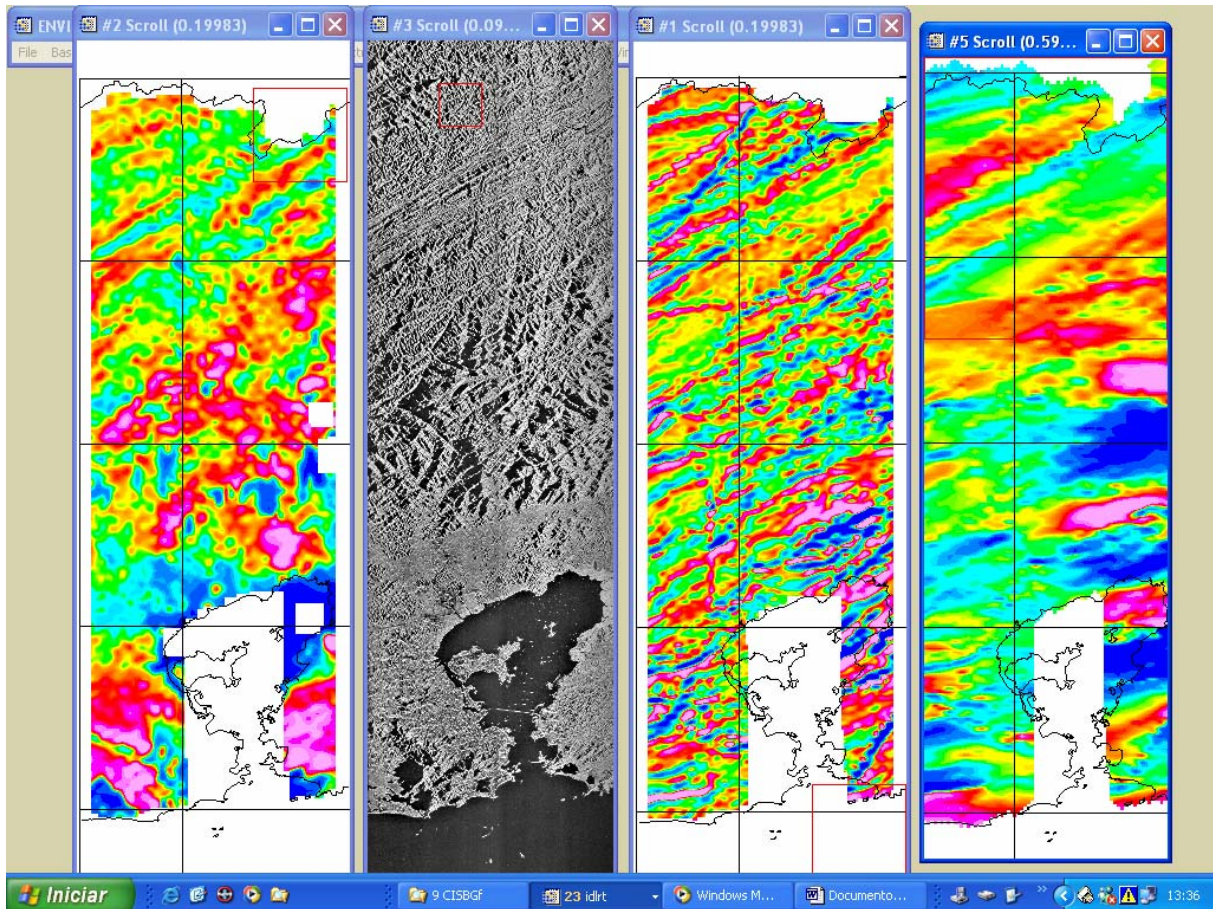 ENVI
#2 Scroll (0.19983)
#3 Scroll (0.09...
#1 Scroll (0.19983)
#5 Scroll (0.59...
File Bas
Iniciar
9 CISBGf
23 idlrt
Windows M...
Documento...
13:36